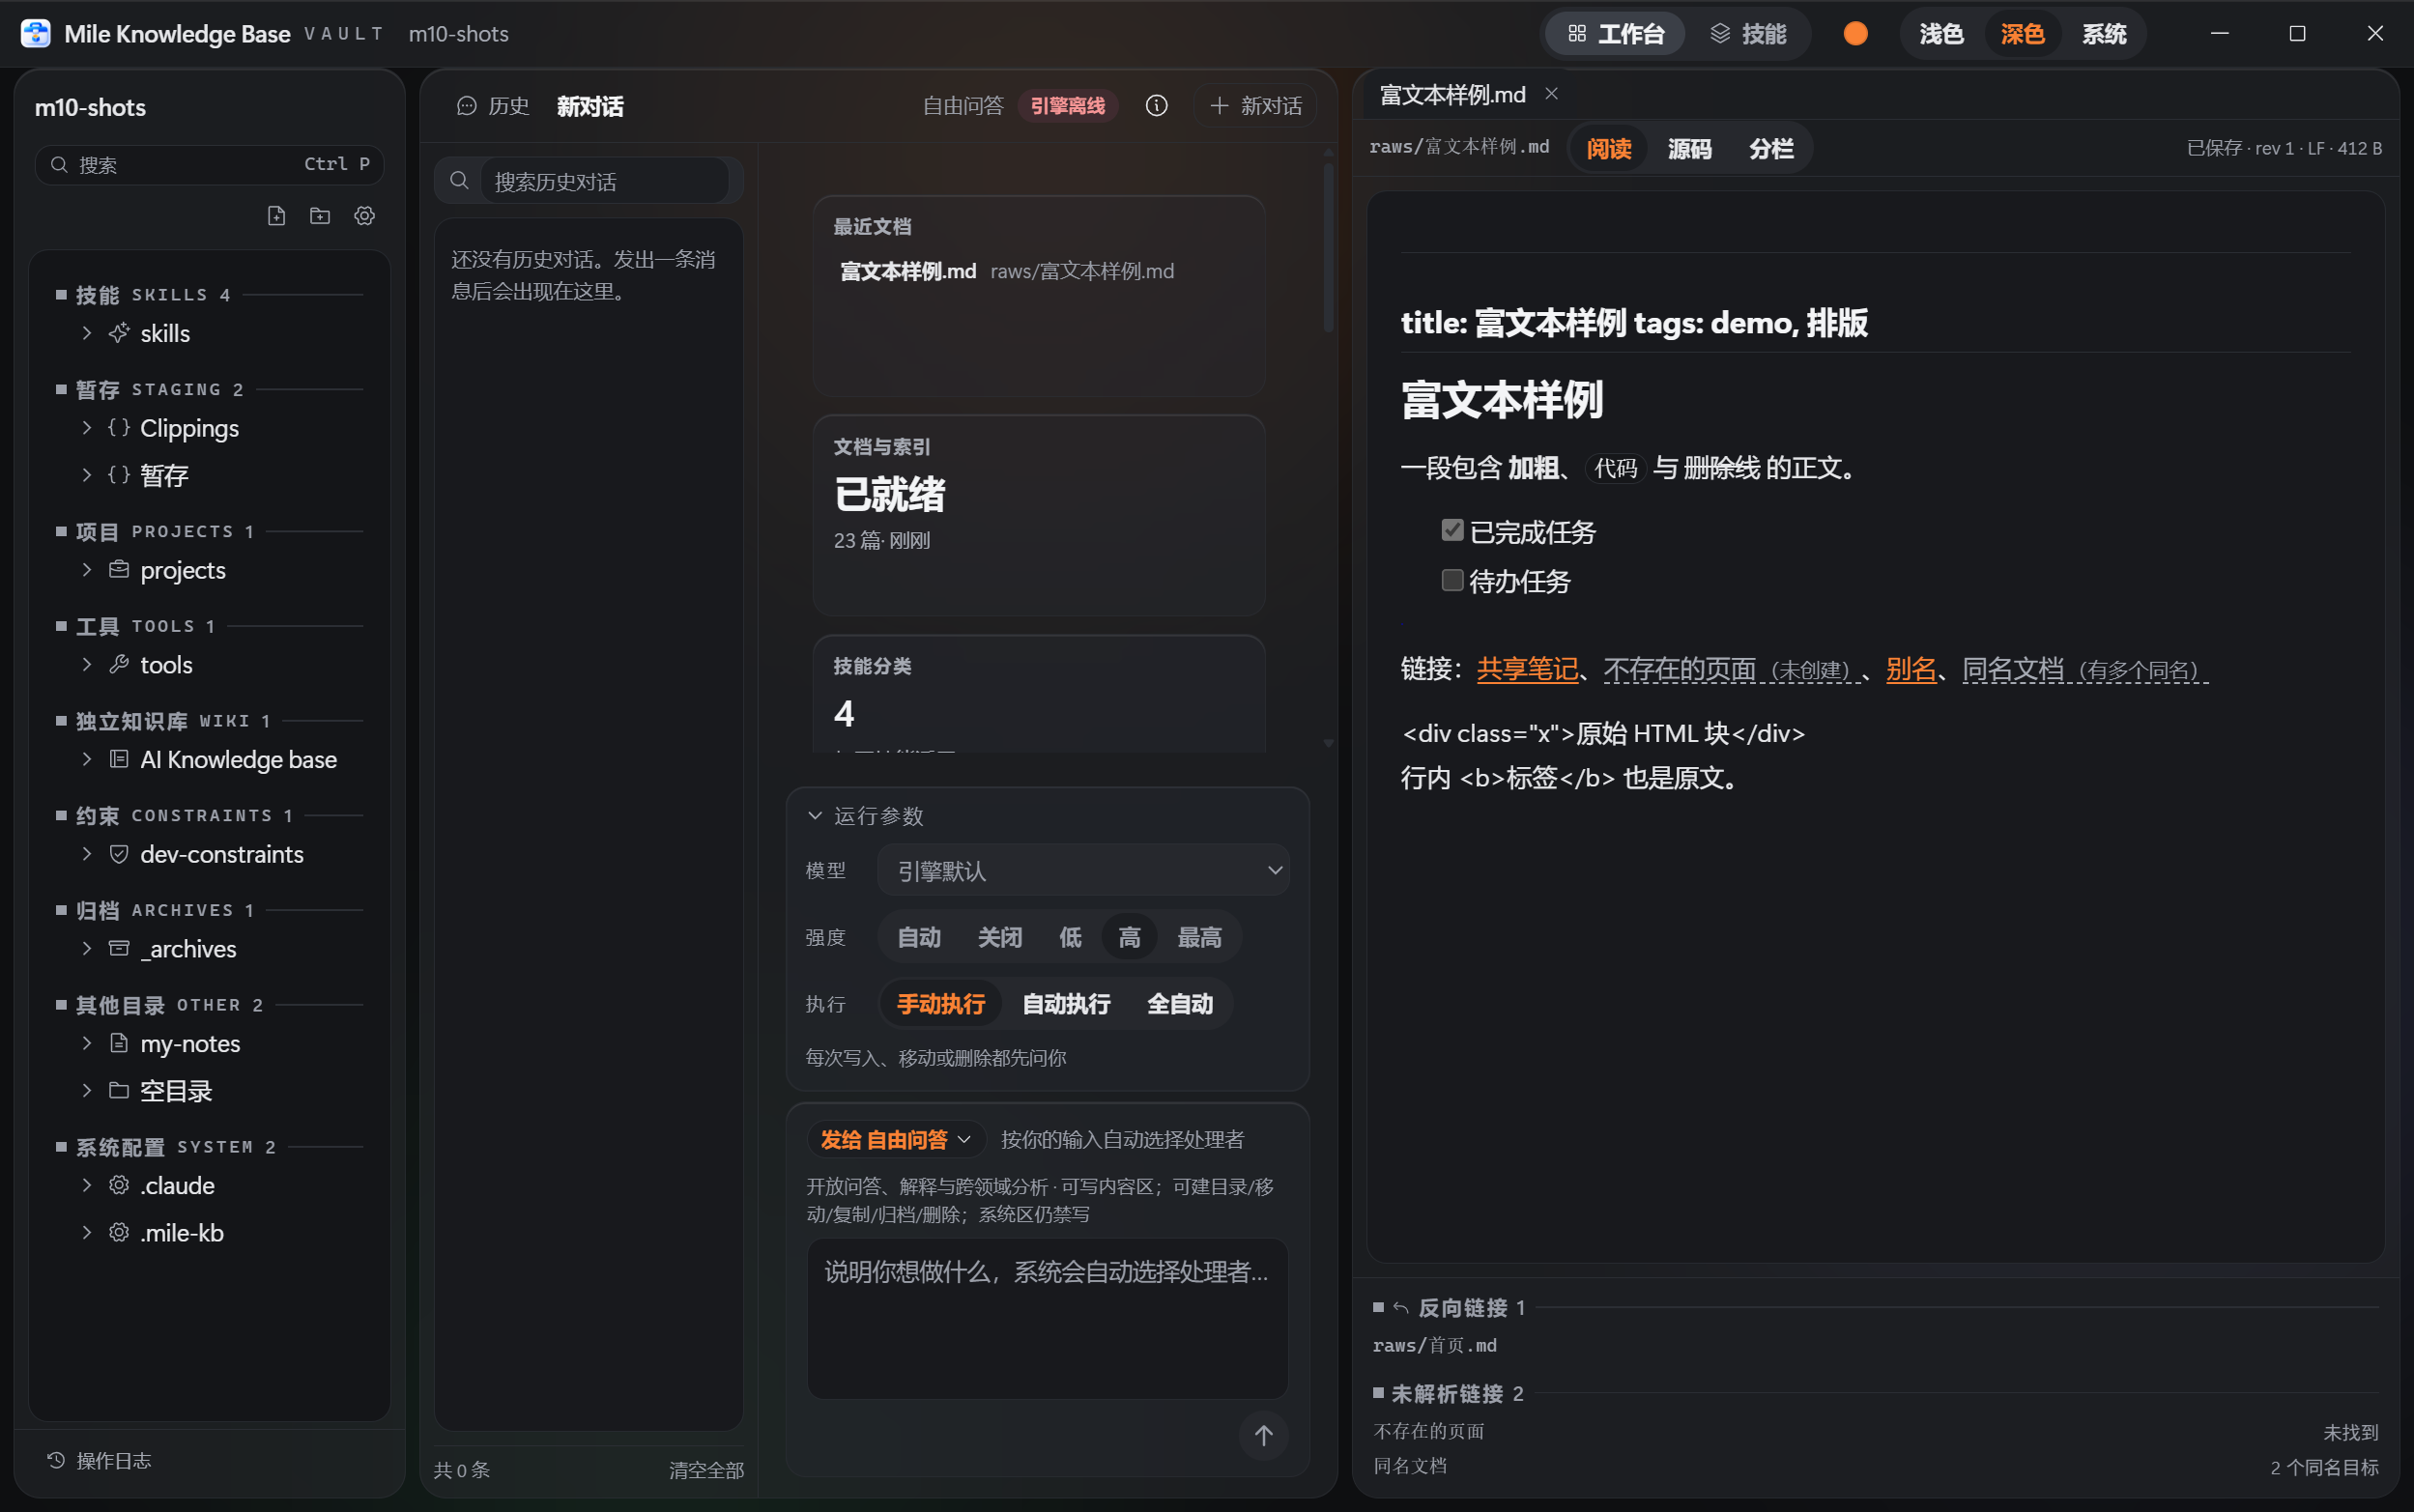 Mile Knowledge Base VAULT m10-shots
工作台 技能 浅色 深色 系统
m10-shots
搜索 Ctrl P
技能 SKILLS 4
skills
暂存 STAGING 2
Clippings
暂存
项目 PROJECTS 1
projects
工具 TOOLS 1
tools
独立知识库 WIKI 1
AI Knowledge base
约束 CONSTRAINTS 1
dev-constraints
归档 ARCHIVES 1
_archives
其他目录 OTHER 2
my-notes
空目录
系统配置 SYSTEM 2
.claude
.mile-kb
操作日志
历史 新对话 自由问答 引擎离线 新对话
搜索历史对话
还没有历史对话。发出一条消
息后会出现在这里。
共 0 条 清空全部
最近文档
富文本样例.md raws/富文本样例.md
文档与索引
已就绪
23 篇· 刚刚
技能分类
4
运行参数
模型 引擎默认
强度 自动 关闭 低 高 最高
执行 手动执行 自动执行 全自动
每次写入、移动或删除都先问你
发给 自由问答 按你的输入自动选择处理者
开放问答、解释与跨领域分析 · 可写内容区；可建目录/移
动/复制/归档/删除；系统区仍禁写
说明你想做什么，系统会自动选择处理者...
富文本样例.md
raws/富文本样例.md 阅读 源码 分栏 已保存 · rev 1 · LF · 412 B
title: 富文本样例 tags: demo, 排版
富文本样例
一段包含 加粗、 代码 与 删除线 的正文。
已完成任务
待办任务
链接：共享笔记、不存在的页面（未创建）、别名、同名文档（有多个同名）
<div class="x">原始 HTML 块</div>
行内 <b>标签</b> 也是原文。
反向链接 1
raws/首页.md
未解析链接 2
不存在的页面 未找到
同名文档 2 个同名目标